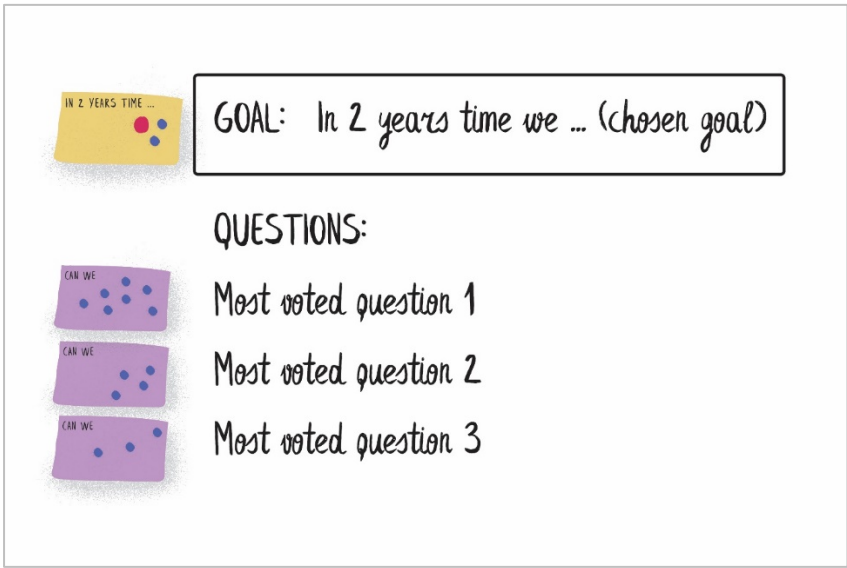 IN 2 YEARS TIME ...
GOAL: In 2 years time we ... (chosen goal)
QUESTIONS:
CAN WE
Most voted question 1
CAN WE
Most voted question 2
CAN WE
Most voted question 3